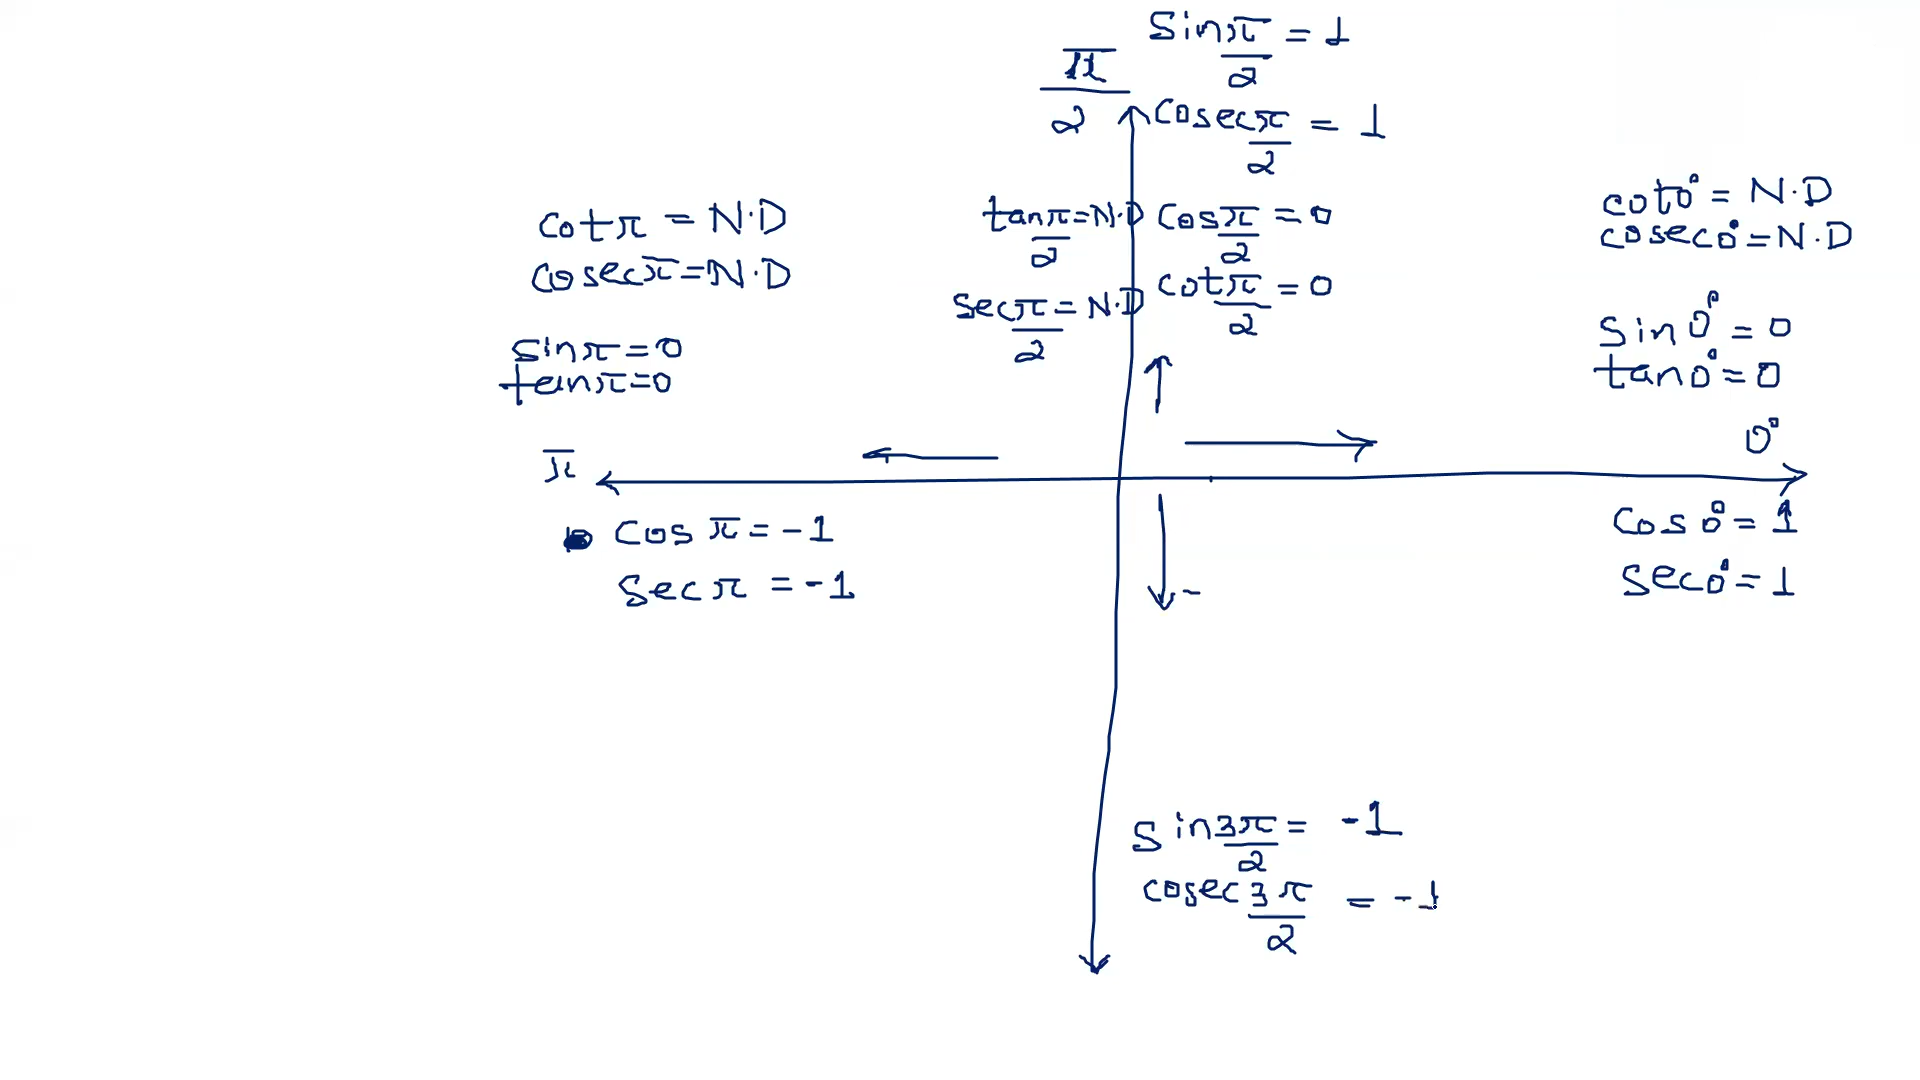 sin π/2 = 1
π/2
cosec π/2 = 1
cot π = N.D
cosec π = N.D
sin π = 0
tan π = 0
tan π/2 = N.D
sec π/2 = N.D
cos π/2 = 0
cot π/2 = 0
cot 0° = N.D
cosec 0° = N.D
sin 0° = 0
tan 0° = 0
π
0°
cos π = -1
sec π = -1
-
cos 0° = 1
sec 0° = 1
sin 3π/2 = -1
cosec 3π/2 = -1